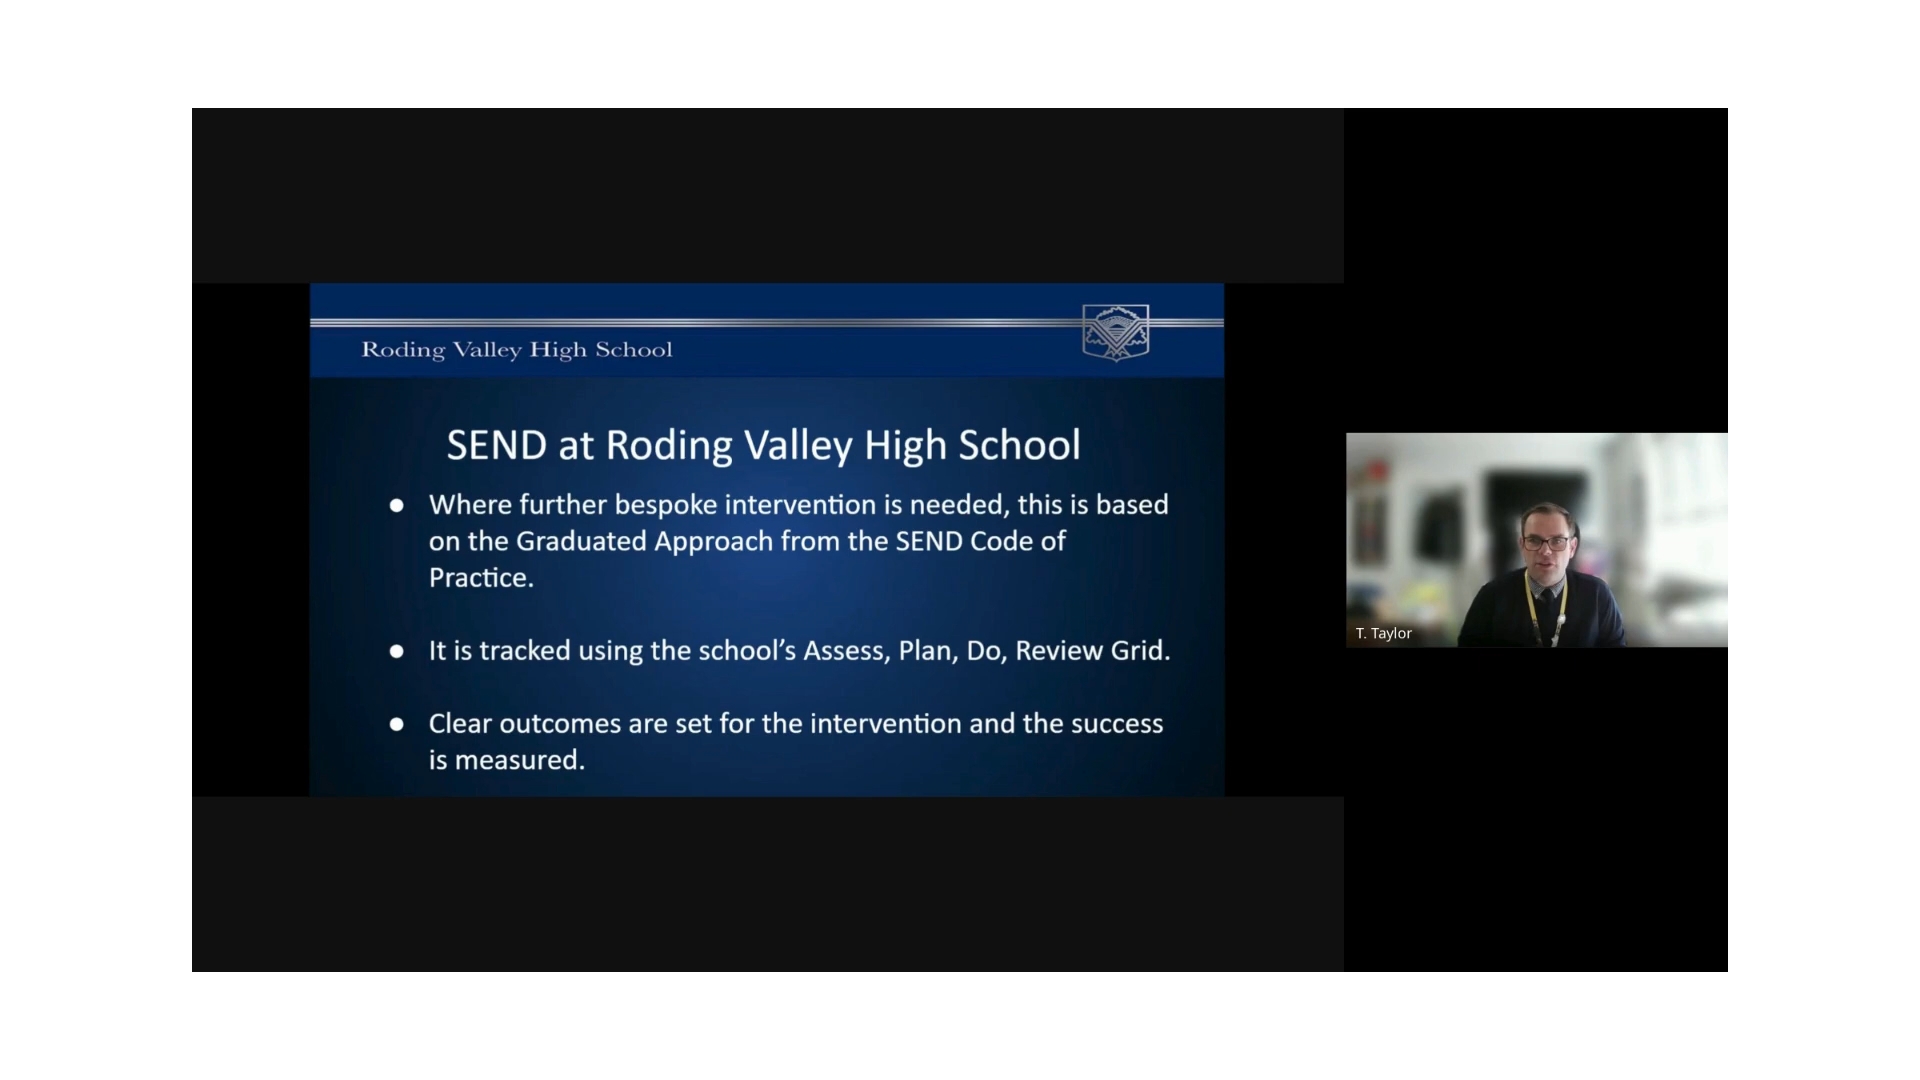 Roding Valley High School
SEND at Roding Valley High School
● Where further bespoke intervention is needed, this is based
on the Graduated Approach from the SEND Code of
Practice.
● It is tracked using the school’s Assess, Plan, Do, Review Grid.
● Clear outcomes are set for the intervention and the success
is measured.
T. Taylor